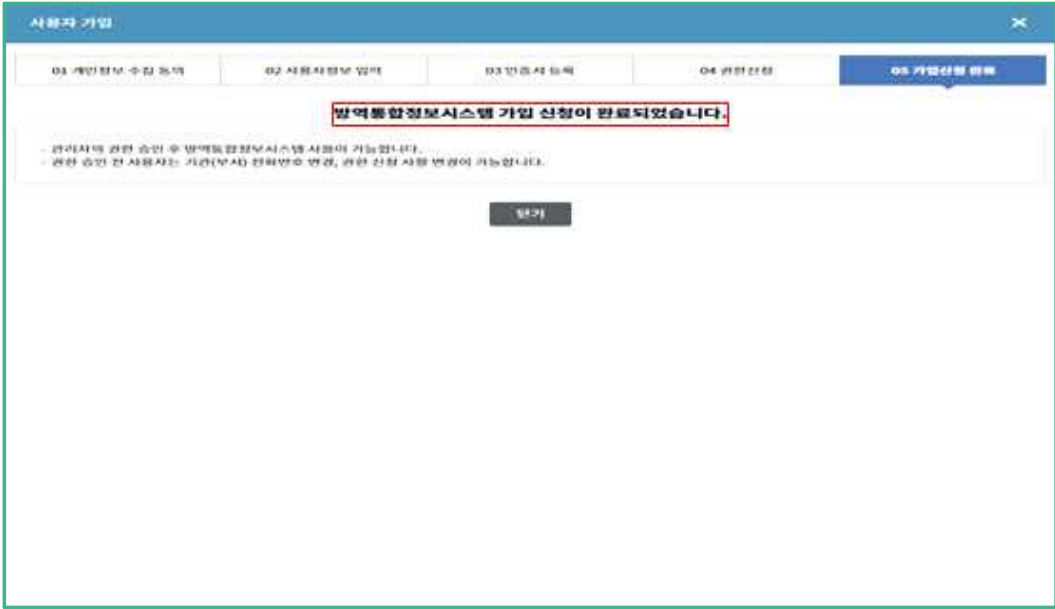 사용자 가입
01 개인정보 수집 동의
02 사용자정보 입력
03 인증서 등록
04 권한신청
05 가입신청 완료
방역통합정보시스템 가입 신청이 완료되었습니다.
- 관리자의 권한 승인 후 방역통합정보시스템 사용이 가능합니다.
- 권한 승인 전 사용자는 기관(부서) 전화번호 변경, 권한 신청 사항 변경이 가능합니다.
닫기